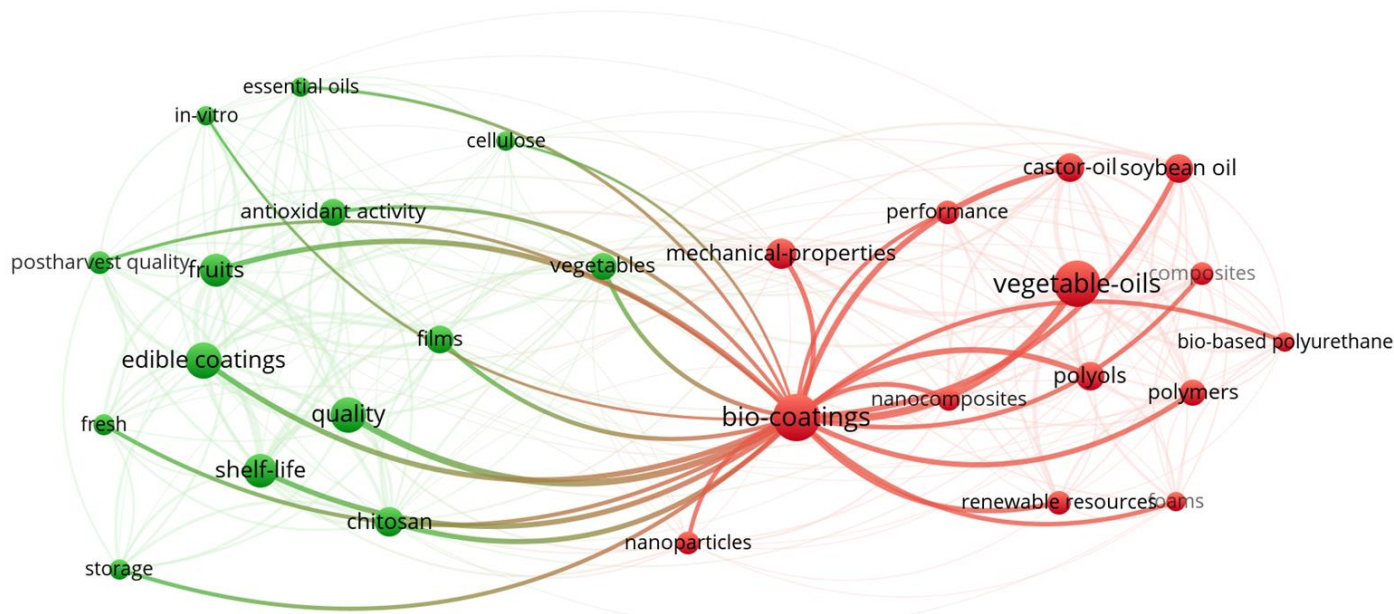 essential oils
in-vitro
cellulose
castor-oil
soybean oil
antioxidant activity
performance
mechanical-properties
postharvest quality
fruits
vegetables
vegetable-oils
composites
films
bio-based polyurethane
edible coatings
polyols
polymers
nanocomposites
quality
bio-coatings
fresh
shelf-life
renewable resources
foams
chitosan
nanoparticles
storage